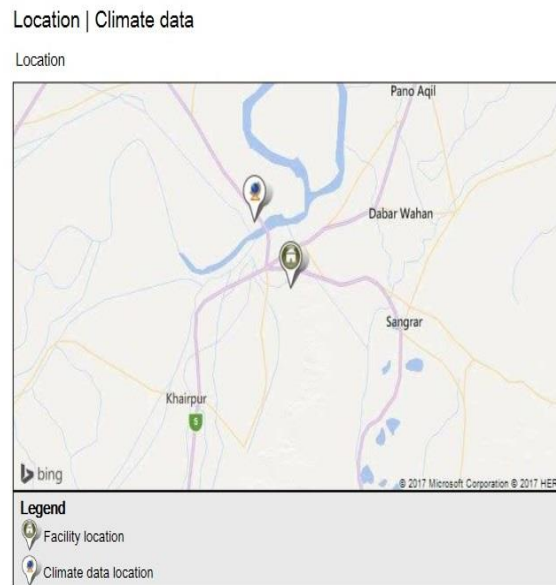 Location | Climate data
Location
Pano Aqil
Dabar Wahan
Sangrar
Khairpur
5
bing
© 2017 Microsoft Corporation © 2017 HER
Legend
Facility location
Climate data location